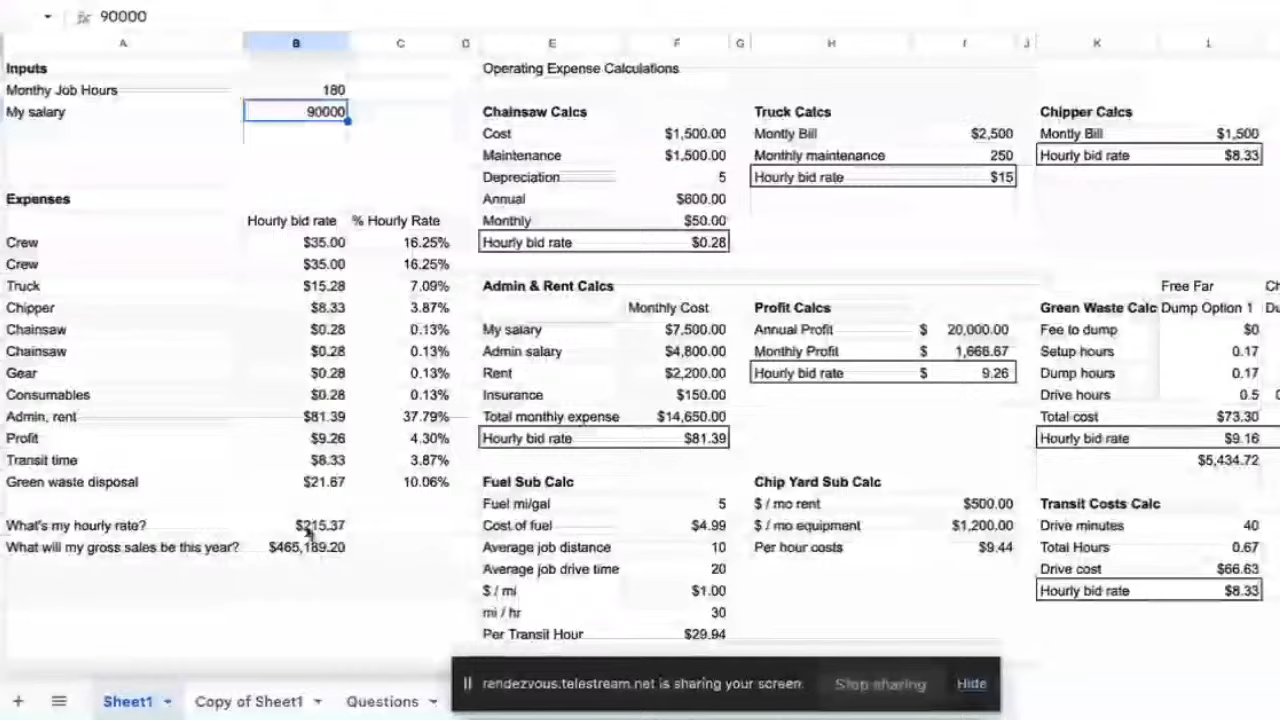 fx 90000
A B C D E F G H I J K L
Inputs
Monthy Job Hours 180
My salary 90000
Expenses
Hourly bid rate % Hourly Rate
Crew $35.00 16.25%
Crew $35.00 16.25%
Truck $15.28 7.09%
Chipper $8.33 3.87%
Chainsaw $0.28 0.13%
Chainsaw $0.28 0.13%
Gear $0.28 0.13%
Consumables $0.28 0.13%
Admin, rent $81.39 37.79%
Profit $9.26 4.30%
Transit time $8.33 3.87%
Green waste disposal $21.67 10.06%
What's my hourly rate? $215.37
What will my gross sales be this year? $465,189.20
Operating Expense Calculations
Chainsaw Calcs
Cost $1,500.00
Maintenance $1,500.00
Depreciation 5
Annual $600.00
Monthly $50.00
Hourly bid rate $0.28
Truck Calcs
Montly Bill $2,500
Monthly maintenance 250
Hourly bid rate $15
Chipper Calcs
Montly Bill $1,500
Hourly bid rate $8.33
Admin & Rent Calcs
Monthly Cost
My salary $7,500.00
Admin salary $4,800.00
Rent $2,200.00
Insurance $150.00
Total monthly expense $14,650.00
Hourly bid rate $81.39
Profit Calcs
Annual Profit $ 20,000.00
Monthly Profit $ 1,666.67
Hourly bid rate $ 9.26
Free Far Ch
Green Waste Calc Dump Option 1 Du
Fee to dump $0
Setup hours 0.17
Dump hours 0.17
Drive hours 0.5
Total cost $73.30
Hourly bid rate $9.16
$5,434.72
Fuel Sub Calc
Fuel mi/gal 5
Cost of fuel $4.99
Average job distance 10
Average job drive time 20
$ / mi $1.00
mi / hr 30
Per Transit Hour $29.94
Chip Yard Sub Calc
$ / mo rent $500.00
$ / mo equipment $1,200.00
Per hour costs $9.44
Transit Costs Calc
Drive minutes 40
Total Hours 0.67
Drive cost $66.63
Hourly bid rate $8.33
rendezvous.telestream.net is sharing your screen. Stop sharing Hide
+ Sheet1 Copy of Sheet1 Questions